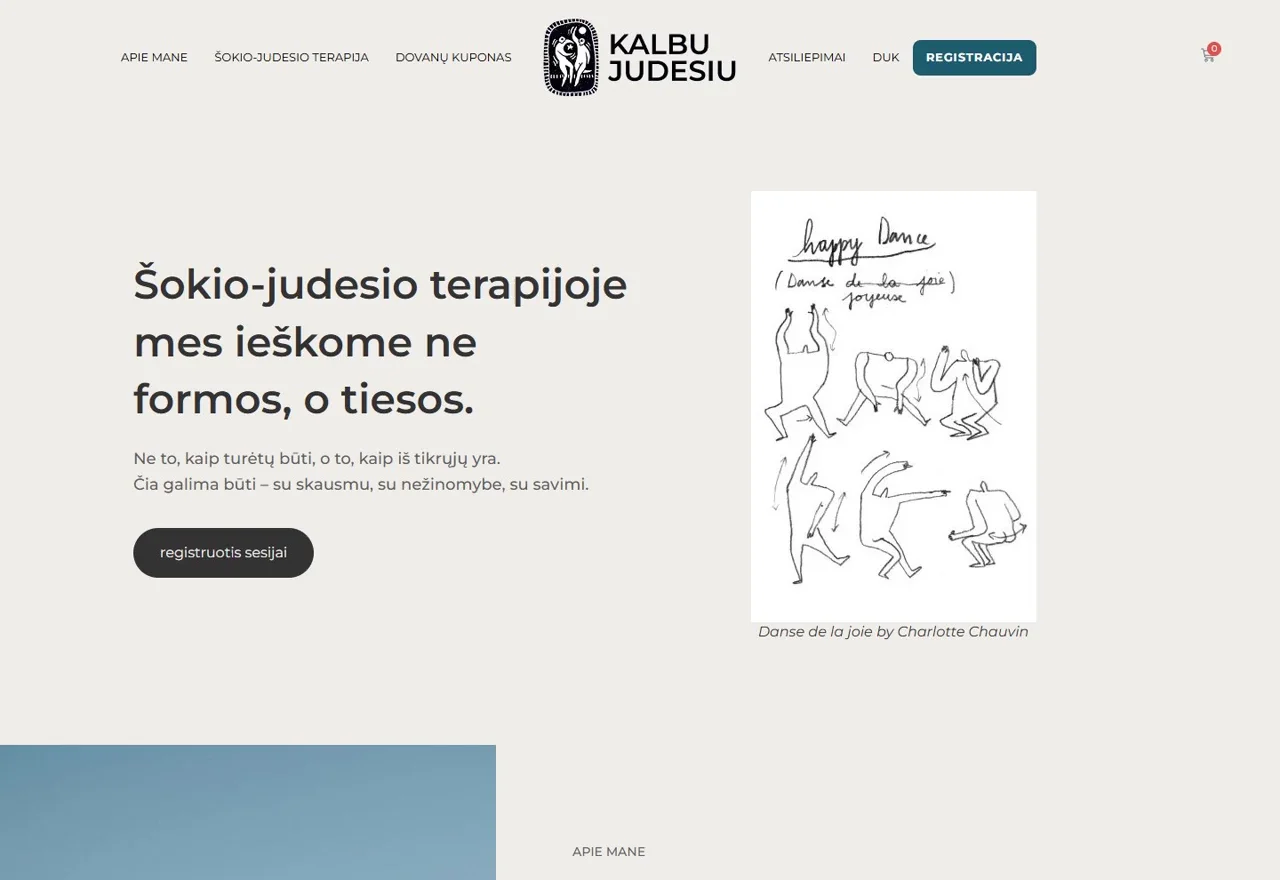 APIE MANE
ŠOKIO-JUDESIO TERAPIJA
DOVANŲ KUPONAS
KALBU
JUDESIU
ATSILIEPIMAI
DUK
REGISTRACIJA
0
Šokio-judesio terapijoje
mes ieškome ne
formos, o tiesos.
Ne to, kaip turėtų būti, o to, kaip iš tikrųjų yra.
Čia galima būti – su skausmu, su nežinomybe, su savimi.
registruotis sesijai
happy Dance
(Danse de la joie)
joyeuse
Danse de la joie by Charlotte Chauvin
APIE MANE